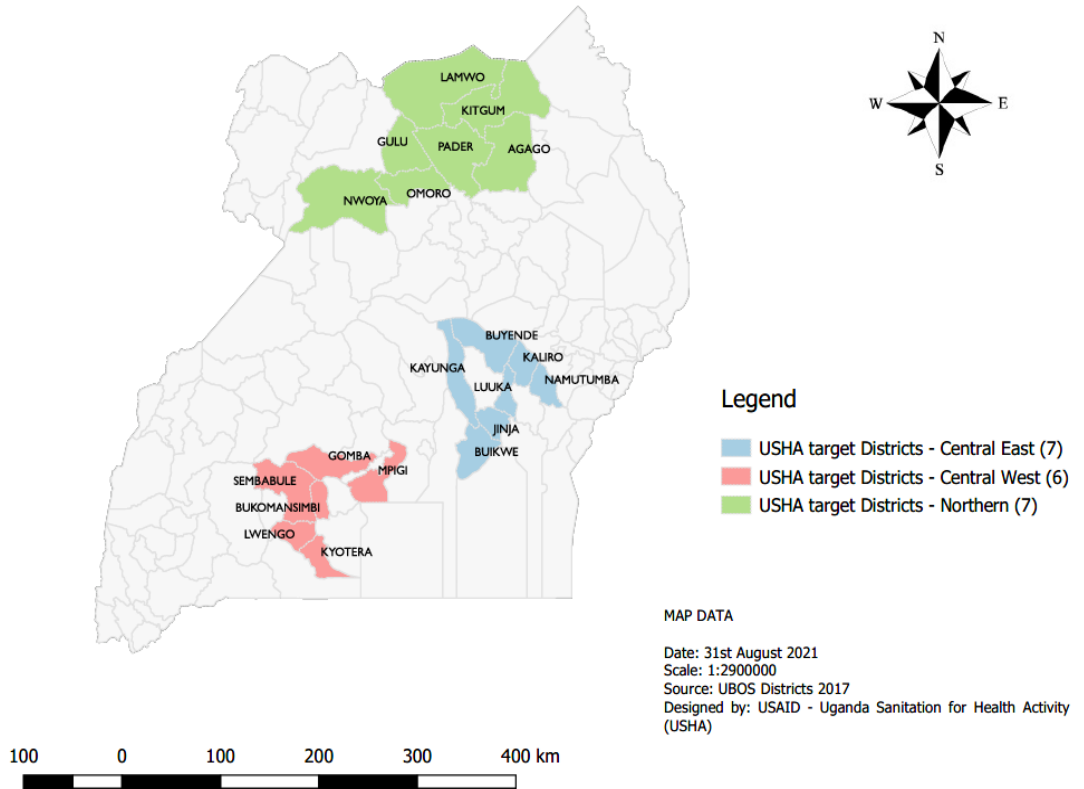 N
W
E
S
LAMWO
KITGUM
GULU
PADER
AGAGO
OMORO
NWOYA
BUYENDE
KALIRO
KAYUNGA
NAMUTUMBA
LUUKA
JINJA
BUIKWE
GOMBA
MPIGI
SEMBABULE
BUKOMANSIMBI
LWENGO
KYOTERA
Legend
USHA target Districts - Central East (7)
USHA target Districts - Central West (6)
USHA target Districts - Northern (7)
MAP DATA
Date: 31st August 2021
Scale: 1:2900000
Source: UBOS Districts 2017
Designed by: USAID - Uganda Sanitation for Health Activity
(USHA)
100 0 100 200 300 400 km